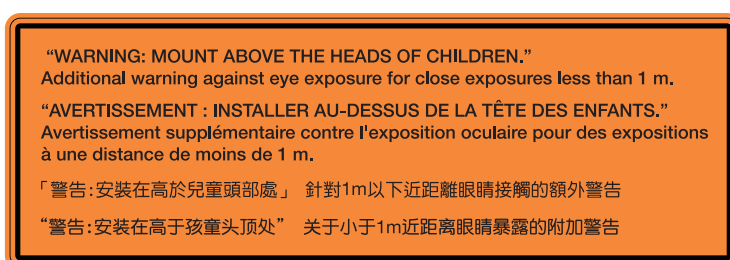 “WARNING: MOUNT ABOVE THE HEADS OF CHILDREN.”
Additional warning against eye exposure for close exposures less than 1 m.
“AVERTISSEMENT : INSTALLER AU-DESSUS DE LA TÊTE DES ENFANTS.”
Avertissement supplémentaire contre l'exposition oculaire pour des expositions
à une distance de moins de 1 m.
「警告:安裝在高於兒童頭部處」 針對1m以下近距離眼睛接觸的額外警告
“警告:安装在高于孩童头顶处” 关于小于1m近距离眼睛暴露的附加警告